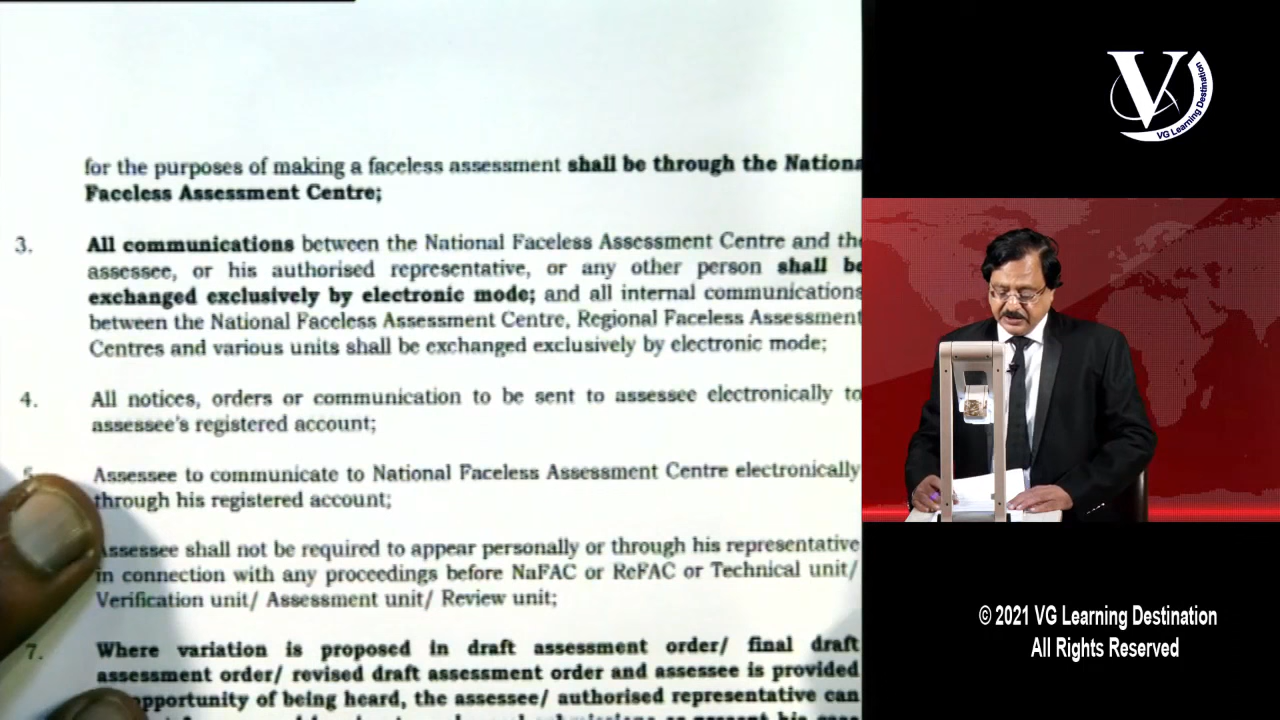 for the purposes of making a faceless assessment shall be through the Nationa
Faceless Assessment Centre;
3. All communications between the National Faceless Assessment Centre and the
assessee, or his authorised representative, or any other person shall be
exchanged exclusively by electronic mode; and all internal communications
between the National Faceless Assessment Centre, Regional Faceless Assessment
Centres and various units shall be exchanged exclusively by electronic mode;
4. All notices, orders or communication to be sent to assessee electronically to
assessee's registered account;
5. Assessee to communicate to National Faceless Assessment Centre electronically
through his registered account;
Assessee shall not be required to appear personally or through his representative
in connection with any proceedings before NaFAC or ReFAC or Technical unit/
Verification unit/ Assessment unit/ Review unit;
7. Where variation is proposed in draft assessment order/ final draft
assessment order/ revised draft assessment order and assessee is provided
opportunity of being heard, the assessee/ authorised representative can
V
VG Learning Destination
© 2021 VG Learning Destination
All Rights Reserved